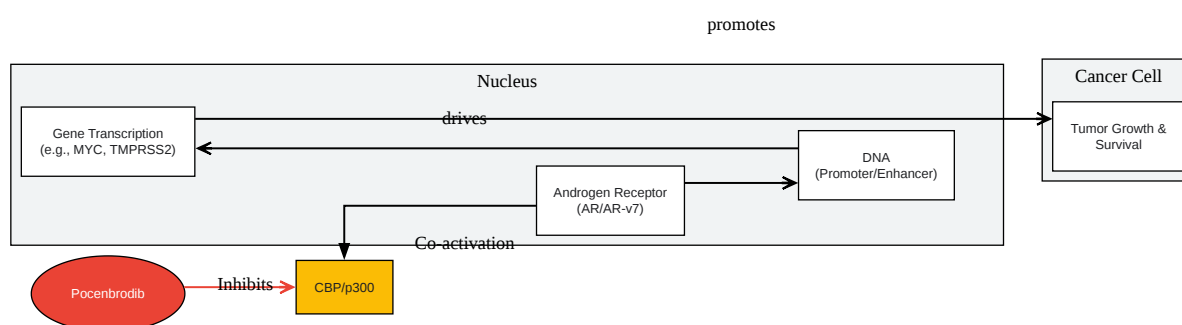 promotes
Nucleus
Cancer Cell
Gene Transcription
(e.g., MYC, TMPRSS2)
drives
Tumor Growth &
Survival
DNA
(Promoter/Enhancer)
Androgen Receptor
(AR/AR-v7)
Co-activation
Pocenbrodib
Inhibits
CBP/p300